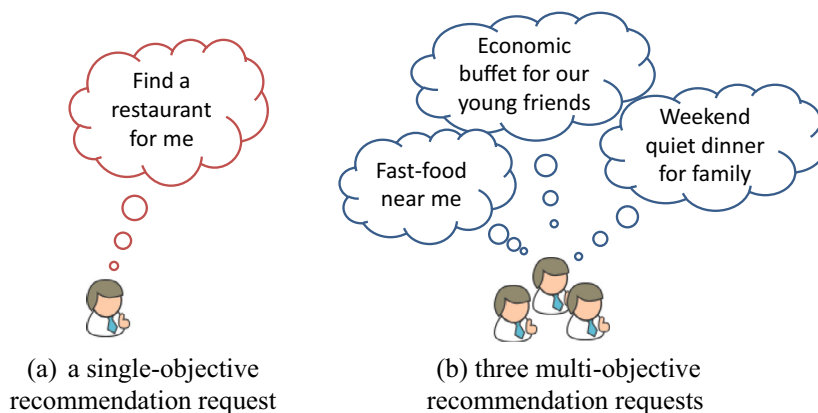 Find a
restaurant
for me
Economic
buffet for our
young friends
Weekend
quiet dinner
for family
Fast-food
near me
(a) a single-objective
recommendation request
(b) three multi-objective
recommendation requests